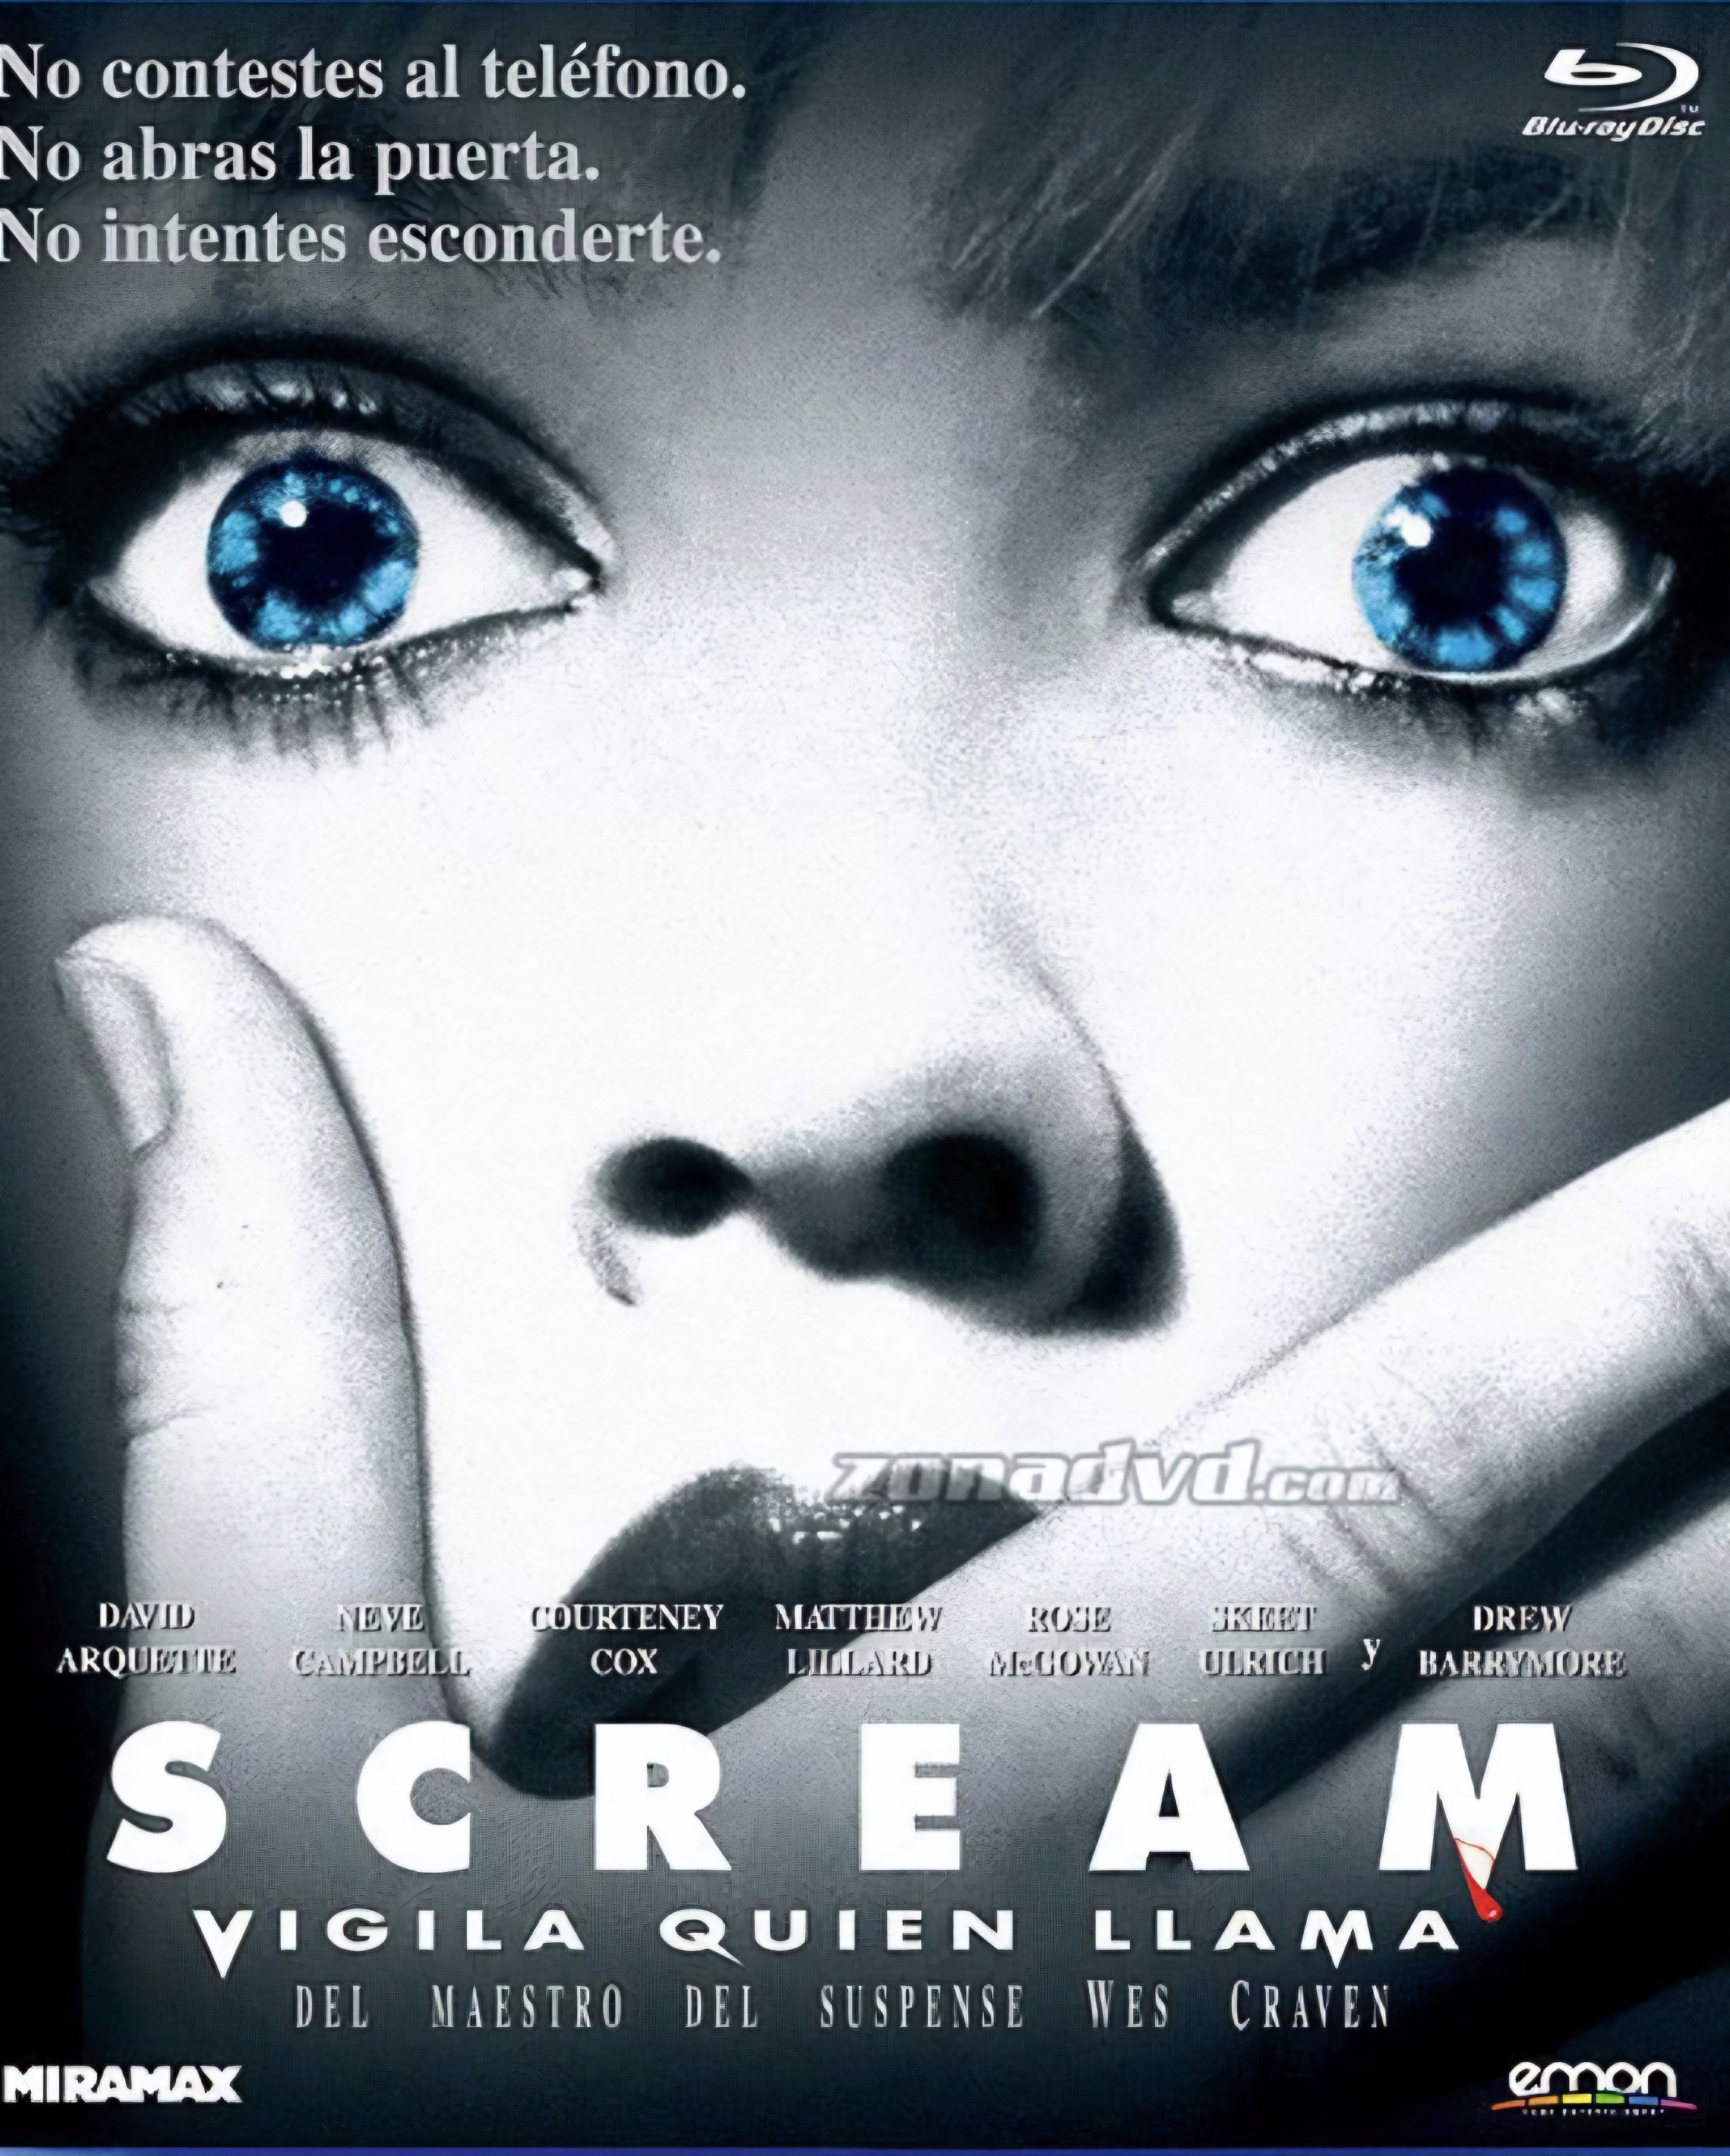 No contestes al teléfono.
No abras la puerta.
No intentes esconderte.
Blu-ray Disc
TM
zonadvd.com
DAVID ARQUETTE
NEVE CAMPBELL
COURTENEY COX
MATTHEW LILLARD
ROSE McGOWAN
SKEET ULRICH
y
DREW BARRYMORE
SCREAM
VIGILA QUIEN LLAMA
DEL MAESTRO DEL SUSPENSE WES CRAVEN
MIRAMAX
emon